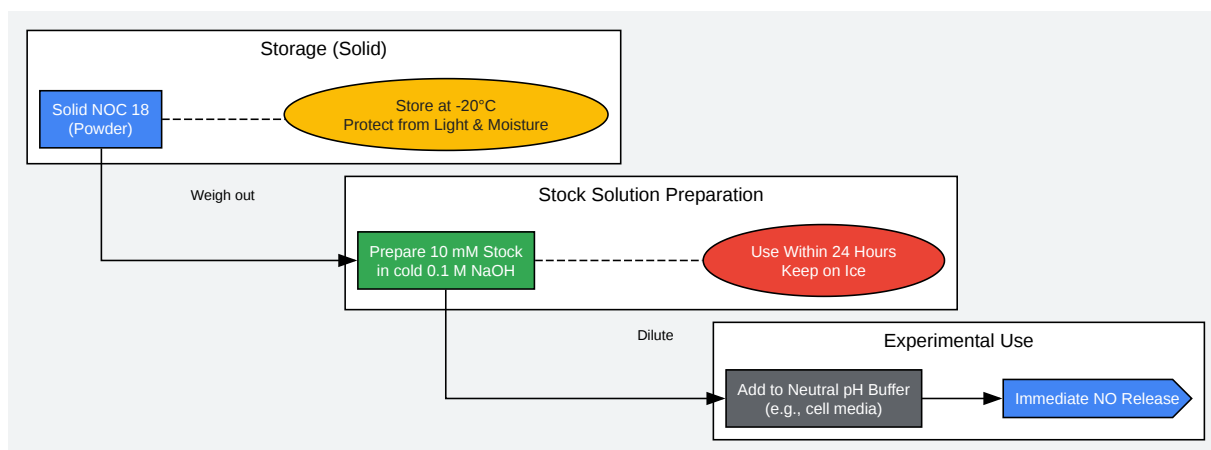 Storage (Solid)
Solid NOC 18
(Powder)
Store at -20°C
Protect from Light & Moisture
Weigh out
Stock Solution Preparation
Prepare 10 mM Stock
in cold 0.1 M NaOH
Use Within 24 Hours
Keep on Ice
Dilute
Experimental Use
Add to Neutral pH Buffer
(e.g., cell media)
Immediate NO Release